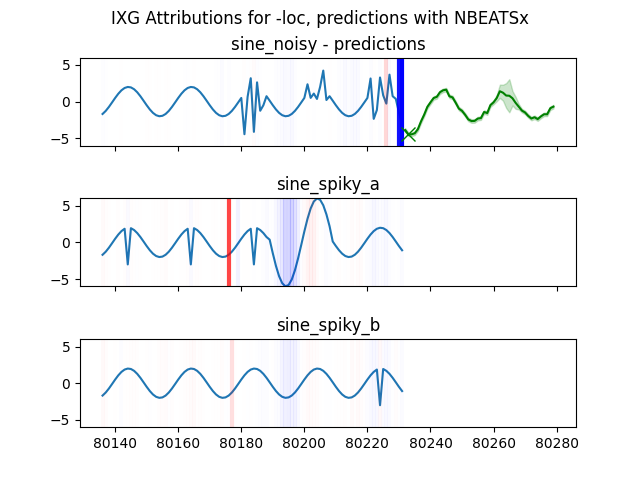 IXG Attributions for -loc, predictions with NBEATSx
sine_noisy - predictions
5
0
−5
sine_spiky_a
5
0
−5
sine_spiky_b
5
0
−5
80140 80160 80180 80200 80220 80240 80260 80280